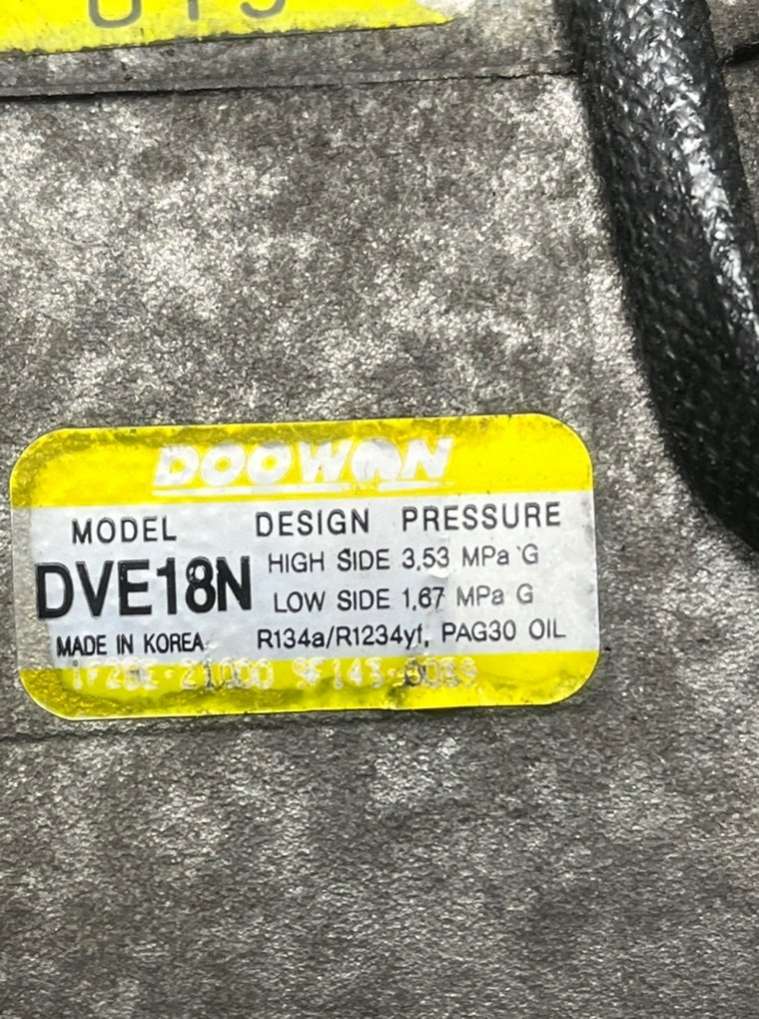 DOOWON
MODEL DESIGN PRESSURE
DVE18N HIGH SIDE 3.53 MPa G
LOW SIDE 1.67 MPa G
MADE IN KOREA R134a/R1234yf, PAG30 OIL